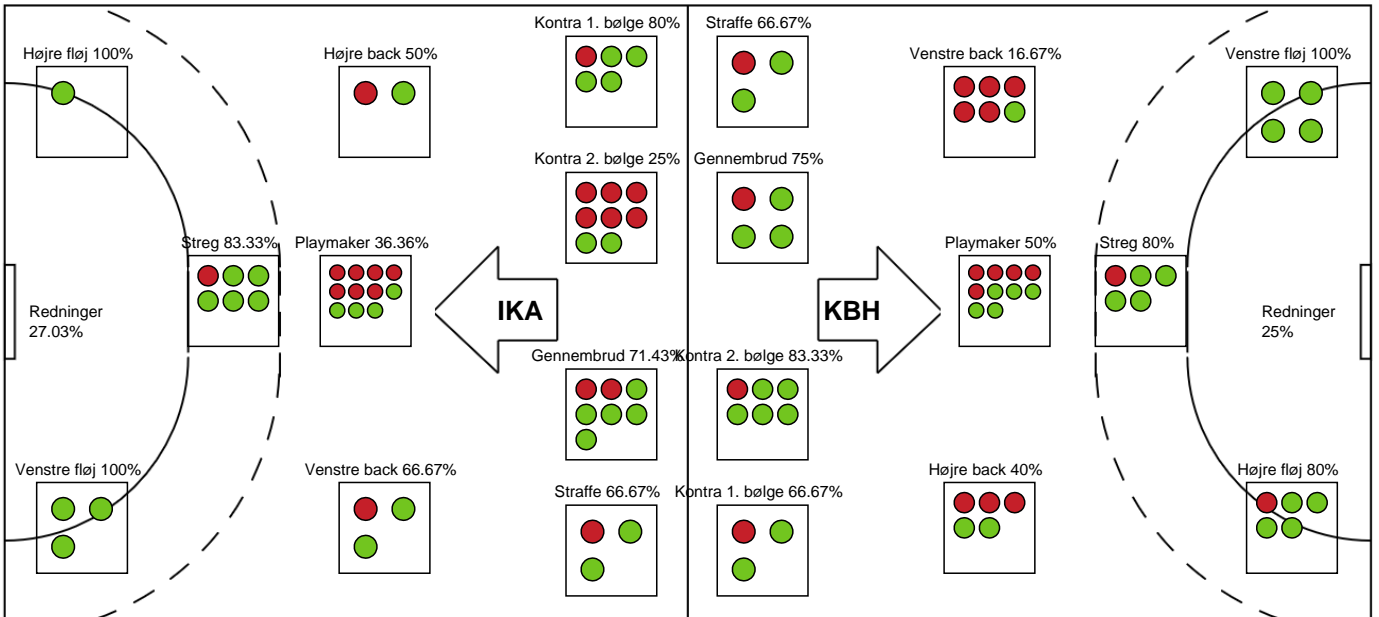 Kontra 1. bølge 80%
Straffe 66.67%
Højre fløj 100%
Højre back 50%
Venstre back 16.67%
Venstre fløj 100%
Kontra 2. bølge 25%
Gennembrud 75%
Streg 83.33%
Playmaker 36.36%
Playmaker 50%
Streg 80%
Redninger
27.03%
IKA
KBH
Redninger
25%
Gennembrud 71.43%
Kontra 2. bølge 83.33%
Venstre fløj 100%
Venstre back 66.67%
Højre back 40%
Højre fløj 80%
Straffe 66.67%
Kontra 1. bølge 66.67%